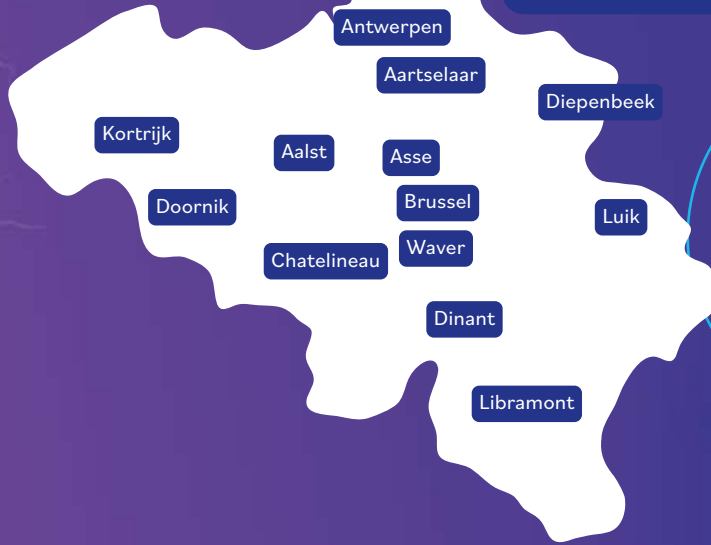 Antwerpen
Aartselaar
Diepenbeek
Kortrijk
Aalst
Asse
Brussel
Doornik
Luik
Waver
Chatelineau
Dinant
Libramont